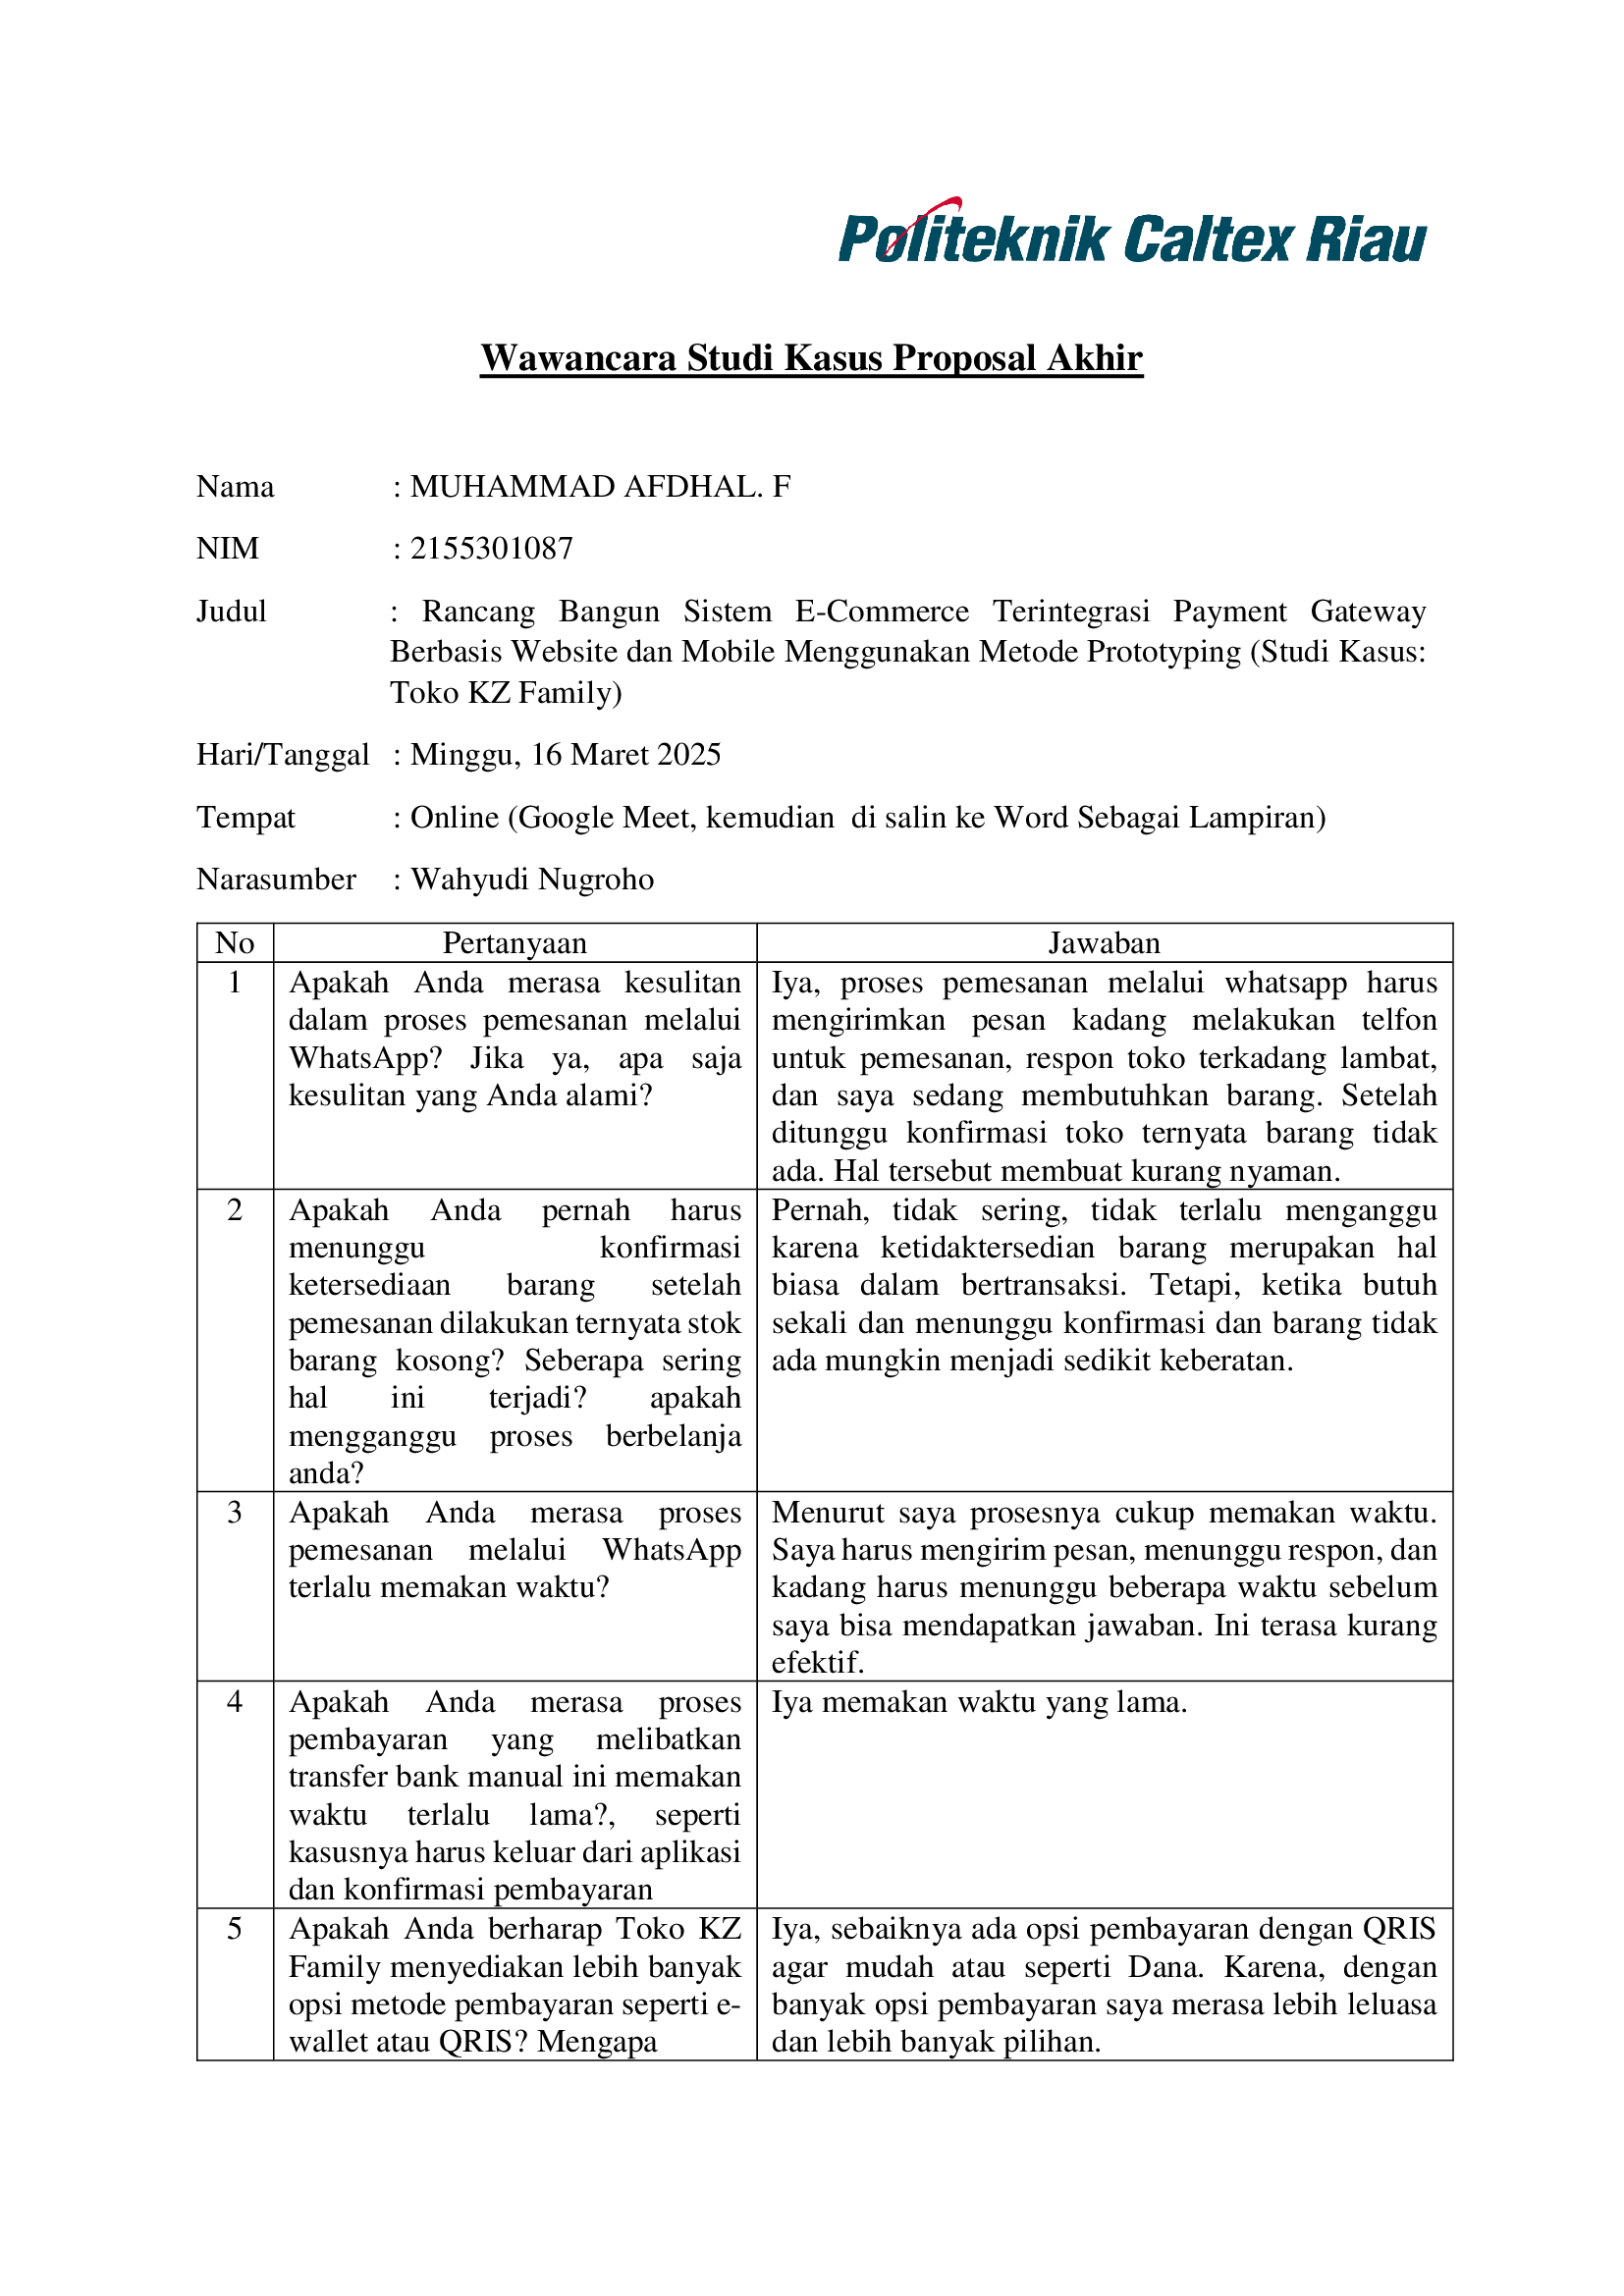 Politeknik Caltex Riau
Wawancara Studi Kasus Proposal Akhir
Nama : MUHAMMAD AFDHAL. F
NIM : 2155301087
Judul : Rancang Bangun Sistem E-Commerce Terintegrasi Payment Gateway
Berbasis Website dan Mobile Menggunakan Metode Prototyping (Studi Kasus:
Toko KZ Family)
Hari/Tanggal : Minggu, 16 Maret 2025
Tempat : Online (Google Meet, kemudian  di salin ke Word Sebagai Lampiran)
Narasumber : Wahyudi Nugroho
No Pertanyaan Jawaban
1
Apakah Anda merasa kesulitan
dalam proses pemesanan melalui
WhatsApp? Jika ya, apa saja
kesulitan yang Anda alami?
Iya, proses pemesanan melalui whatsapp harus
mengirimkan pesan kadang melakukan telfon
untuk pemesanan, respon toko terkadang lambat,
dan saya sedang membutuhkan barang. Setelah
ditunggu konfirmasi toko ternyata barang tidak
ada. Hal tersebut membuat kurang nyaman.
2
Apakah Anda pernah harus
menunggu konfirmasi
ketersediaan barang setelah
pemesanan dilakukan ternyata stok
barang kosong? Seberapa sering
hal ini terjadi? apakah
mengganggu proses berbelanja
anda?
Pernah, tidak sering, tidak terlalu menganggu
karena ketidaktersedian barang merupakan hal
biasa dalam bertransaksi. Tetapi, ketika butuh
sekali dan menunggu konfirmasi dan barang tidak
ada mungkin menjadi sedikit keberatan.
3
Apakah Anda merasa proses
pemesanan melalui WhatsApp
terlalu memakan waktu?
Menurut saya prosesnya cukup memakan waktu.
Saya harus mengirim pesan, menunggu respon, dan
kadang harus menunggu beberapa waktu sebelum
saya bisa mendapatkan jawaban. Ini terasa kurang
efektif.
4
Apakah Anda merasa proses
pembayaran yang melibatkan
transfer bank manual ini memakan
waktu terlalu lama?, seperti
kasusnya harus keluar dari aplikasi
dan konfirmasi pembayaran
Iya memakan waktu yang lama.
5
Apakah Anda berharap Toko KZ
Family menyediakan lebih banyak
opsi metode pembayaran seperti e-
wallet atau QRIS? Mengapa
Iya, sebaiknya ada opsi pembayaran dengan QRIS
agar mudah atau seperti Dana. Karena, dengan
banyak opsi pembayaran saya merasa lebih leluasa
dan lebih banyak pilihan.